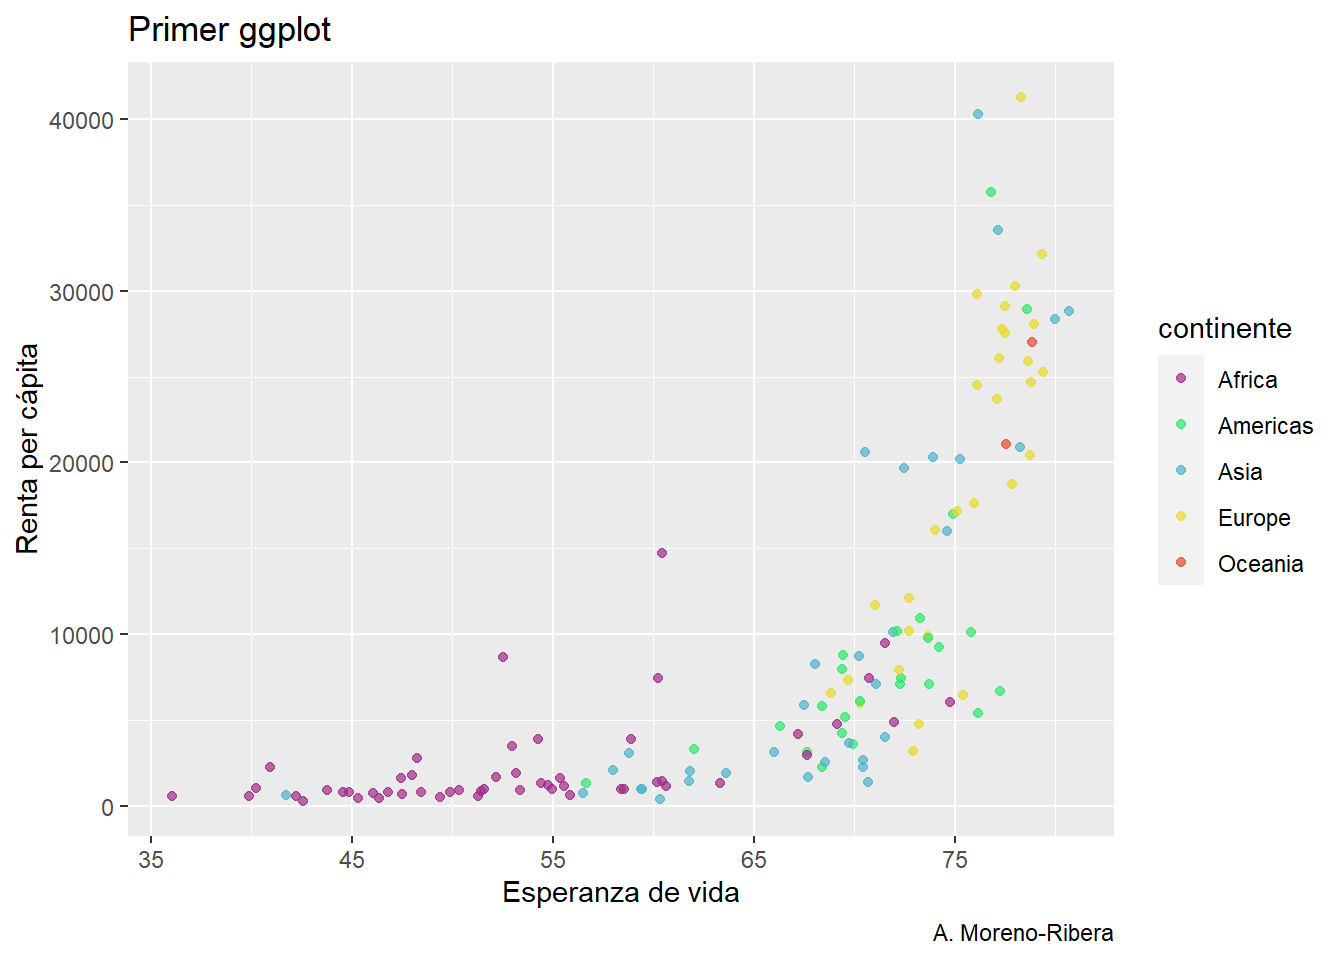 Primer ggplot
Renta per cápita
40000
30000
20000
10000
0
35 45 55 65 75
Esperanza de vida
continente
Africa
Americas
Asia
Europe
Oceania
A. Moreno-Ribera